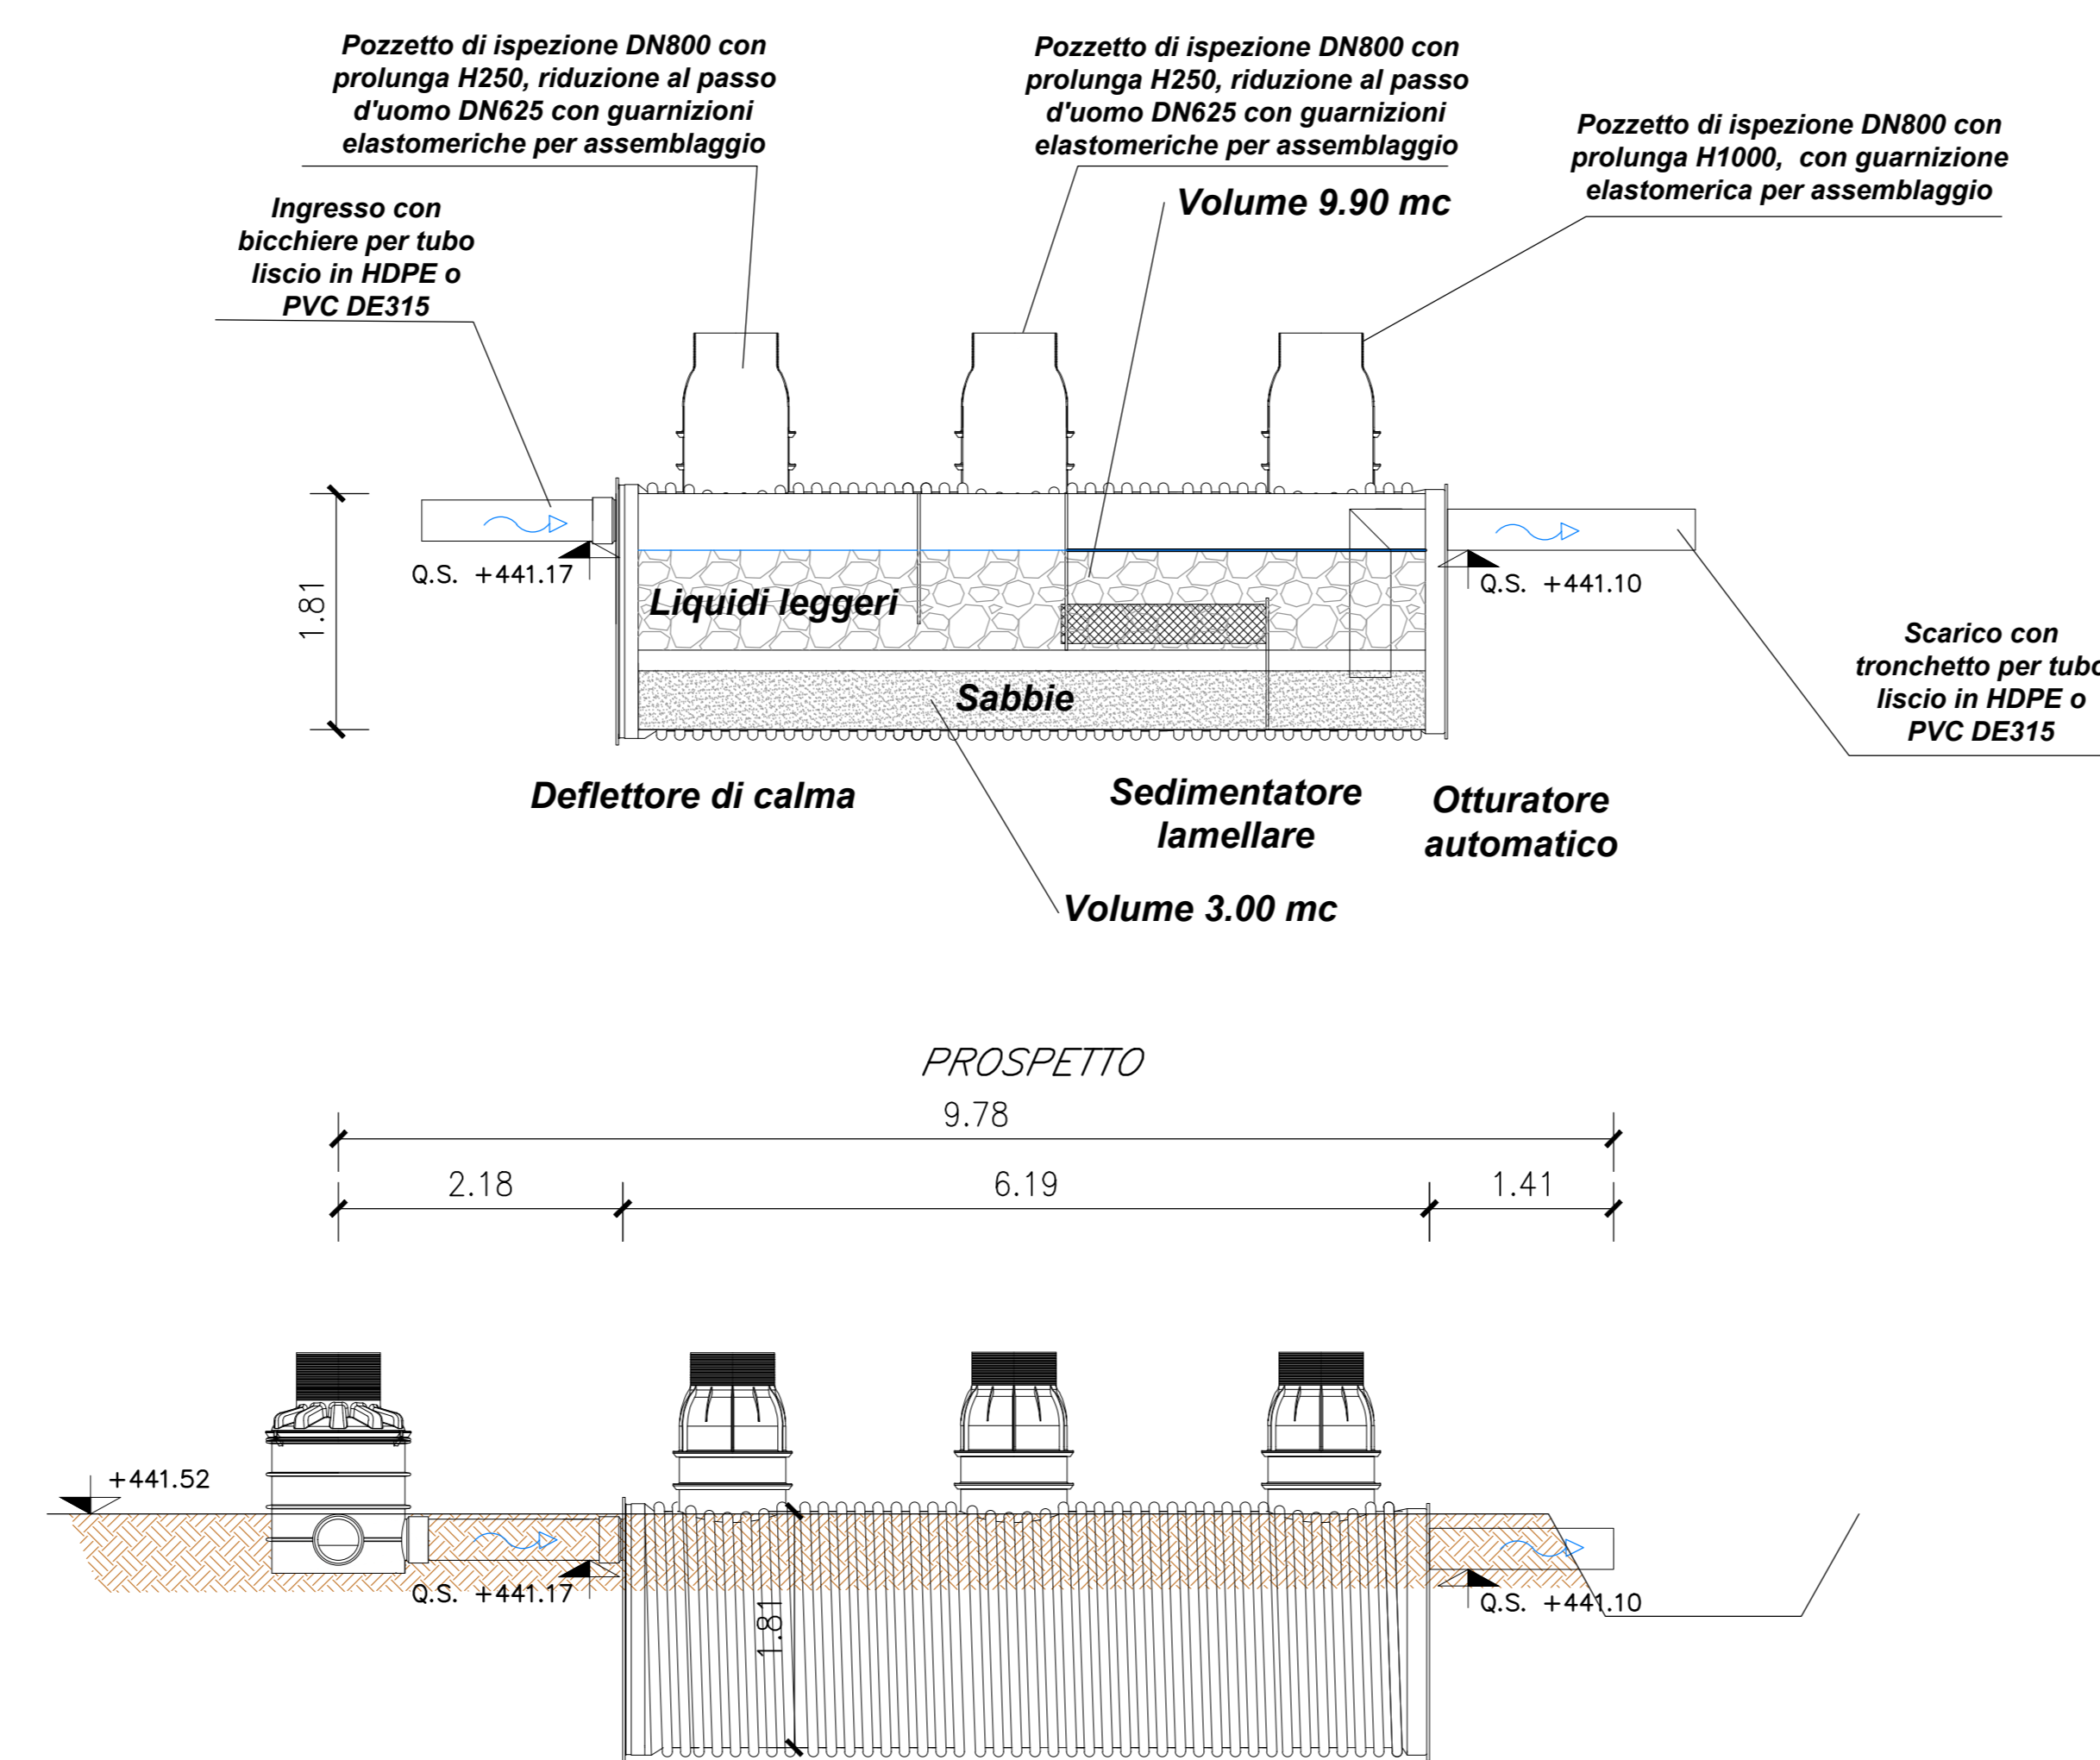 Pozzetto di ispezione DN800 con
prolunga H250, riduzione al passo
d'uomo DN625 con guarnizioni
elastomeriche per assemblaggio
Pozzetto di ispezione DN800 con
prolunga H250, riduzione al passo
d'uomo DN625 con guarnizioni
elastomeriche per assemblaggio
Pozzetto di ispezione DN800 con
prolunga H1000, con guarnizione
elastomerica per assemblaggio
Volume 9.90 mc
Ingresso con
bicchiere per tubo
liscio in HDPE o
PVC DE315
Q.S. +441.17
Q.S. +441.10
1.81
Liquidi leggeri
Sabbie
Scarico con
tronchetto per tubo
liscio in HDPE o
PVC DE315
Deflettore di calma
Sedimentatore
lamellare
Otturatore
automatico
Volume 3.00 mc
PROSPETTO
9.78
2.18
6.19
1.41
+441.52
Q.S. +441.17
1.81
Q.S. +441.10